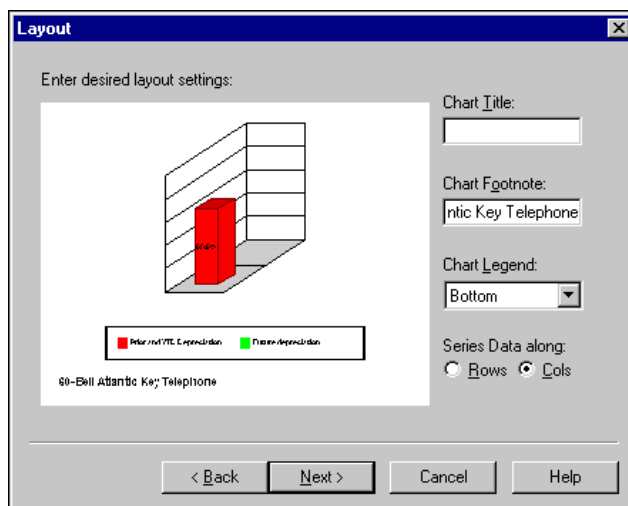 Layout
Enter desired layout settings:
Chart Title:
Chart Footnote:
ntic Key Telephone
Chart Legend:
Bottom
Series Data along:
Rows Cols
Prior and YTD Depreciation Future depreciation
60-Bell Atlantic Key Telephone
< Back Next > Cancel Help